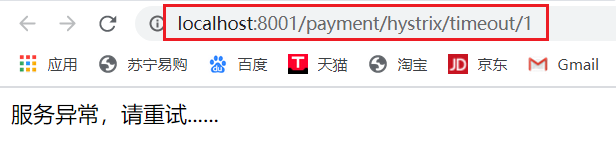 localhost:8001/payment/hystrix/timeout/1
应用 苏宁易购 百度 T 天猫 淘宝 JD 京东 Gmail
服务异常，请重试......